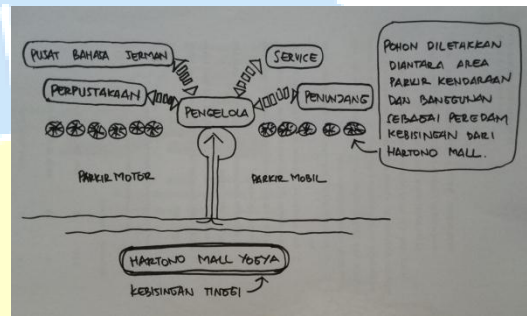 PUSAT BAHASA JERMAN
SERVICE
PERPUSTAKAAN
PENUNJANG
PENGELOLA
POHON DILETAKKAN
DIANTARA AREA
PARKIR KENDARAAN
DAN BANGUNAN
SEBAGAI PEREDAM
KEBISINGAN DARI
HARTONO MALL.
PARKIR MOTOR
PARKIR MOBIL
HARTONO MALL YOGYA
KEBISINGAN TINGGI